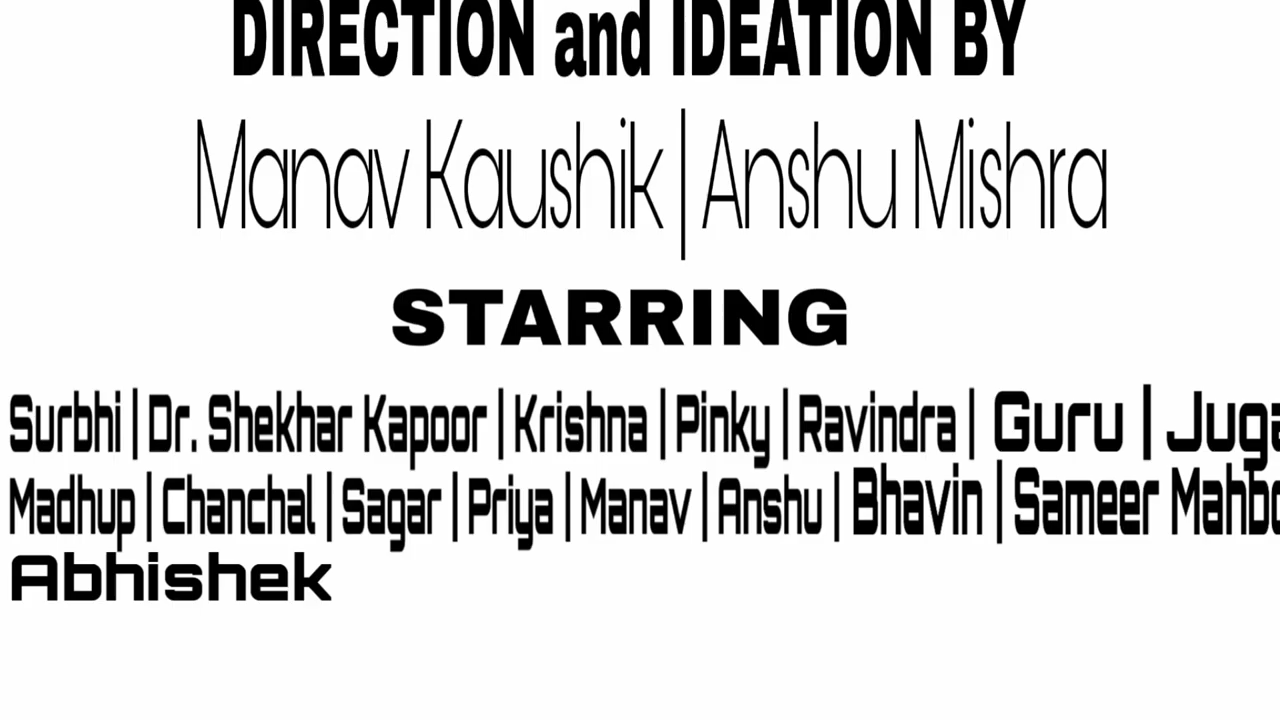 DIRECTION and IDEATION BY
Manav Kaushik | Anshu Mishra
STARRING
Surbhi | Dr. Shekhar Kapoor | Krishna | Pinky | Ravindra | Guru |
Madhup | Chanchal | Sagar | Priya | Manav | Anshu | Bhavin | Sameer
Abhishek